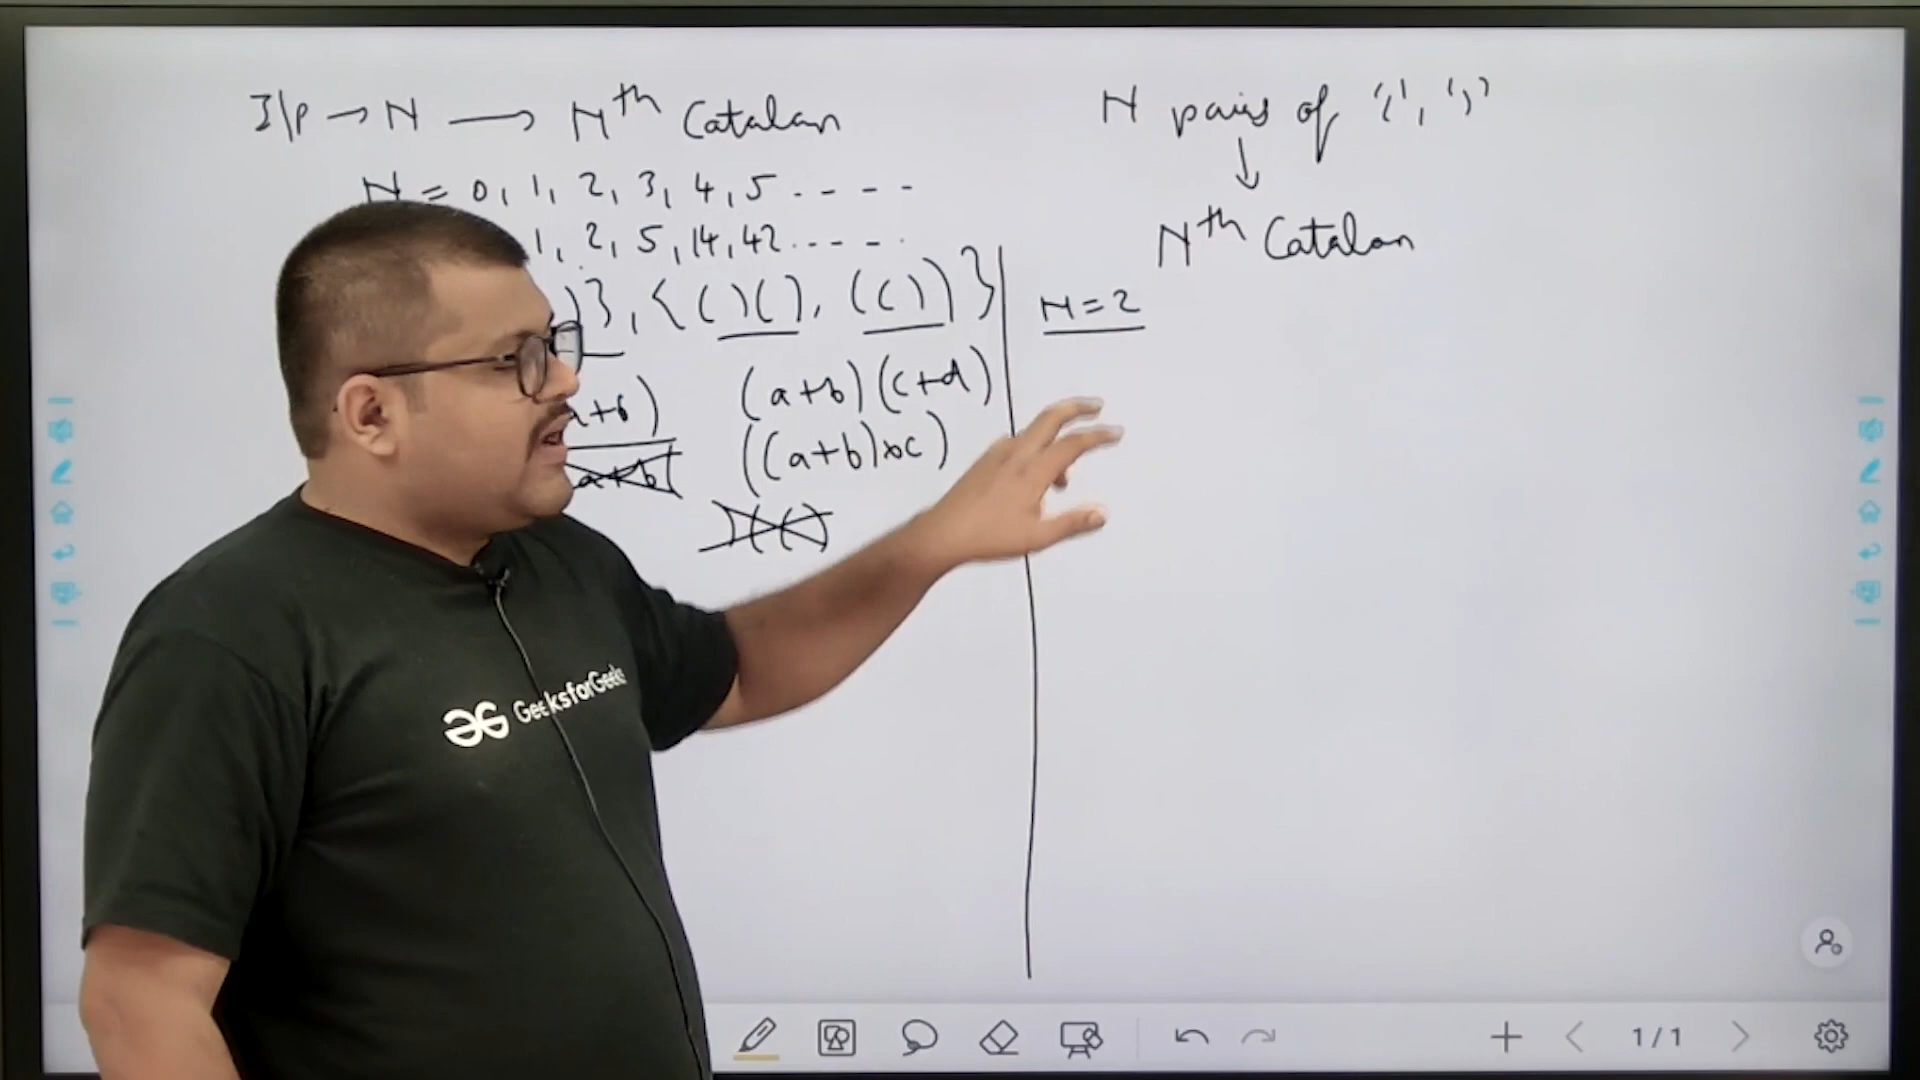 I/p → N → Nth Catalan
N = 0, 1, 2, 3, 4, 5 - - - -
1, 2, 5, 14, 42 - - - -
)}, {()(), (())}
a+b) (a+b)(c+d)
a+b ((a+b)xc)
)(()
N pairs of '(', ')'
↓
Nth Catalan
N=2
GeeksforGeeks
1/1